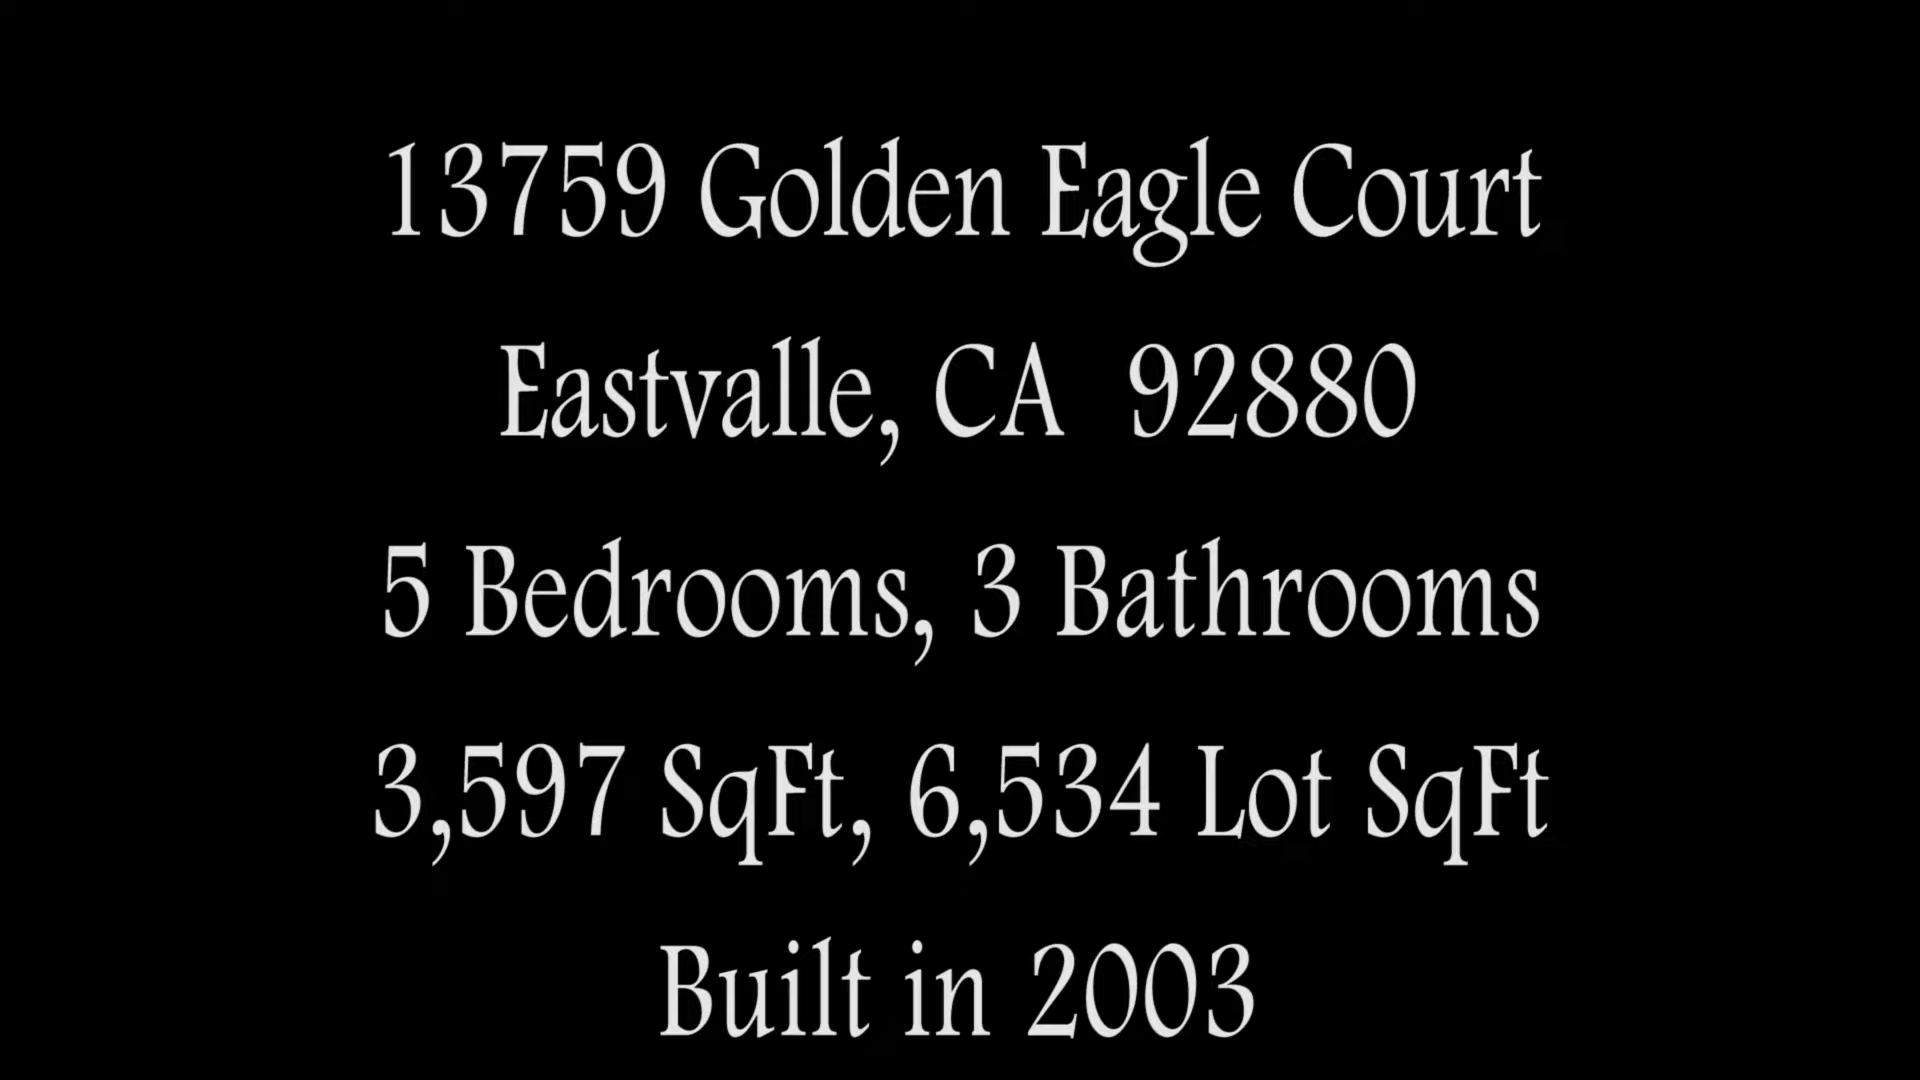 13759 Golden Eagle Court
Eastvalle, CA  92880
5 Bedrooms, 3 Bathrooms
3,597 SqFt, 6,534 Lot SqFt
Built in 2003